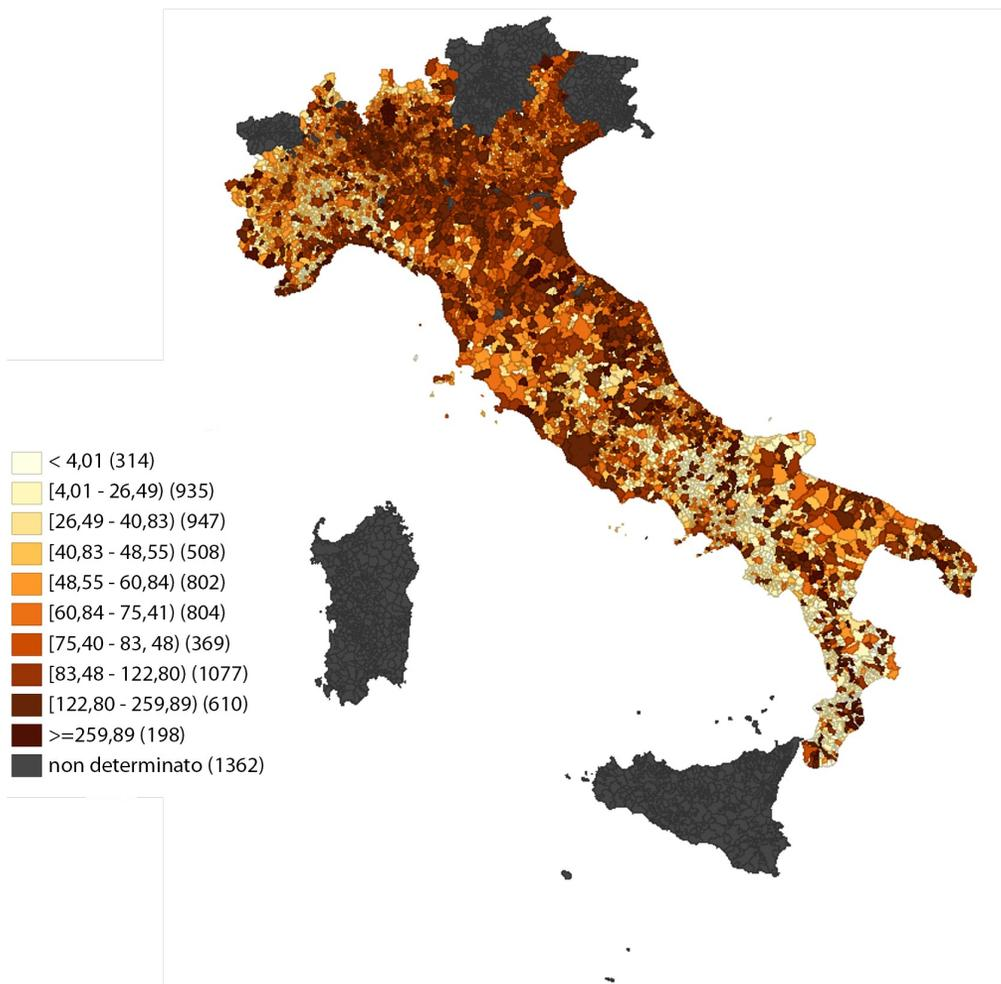 < 4,01 (314)
[4,01 - 26,49) (935)
[26,49 - 40,83) (947)
[40,83 - 48,55) (508)
[48,55 - 60,84) (802)
[60,84 - 75,41) (804)
[75,40 - 83, 48) (369)
[83,48 - 122,80) (1077)
[122,80 - 259,89) (610)
>=259,89 (198)
non determinato (1362)